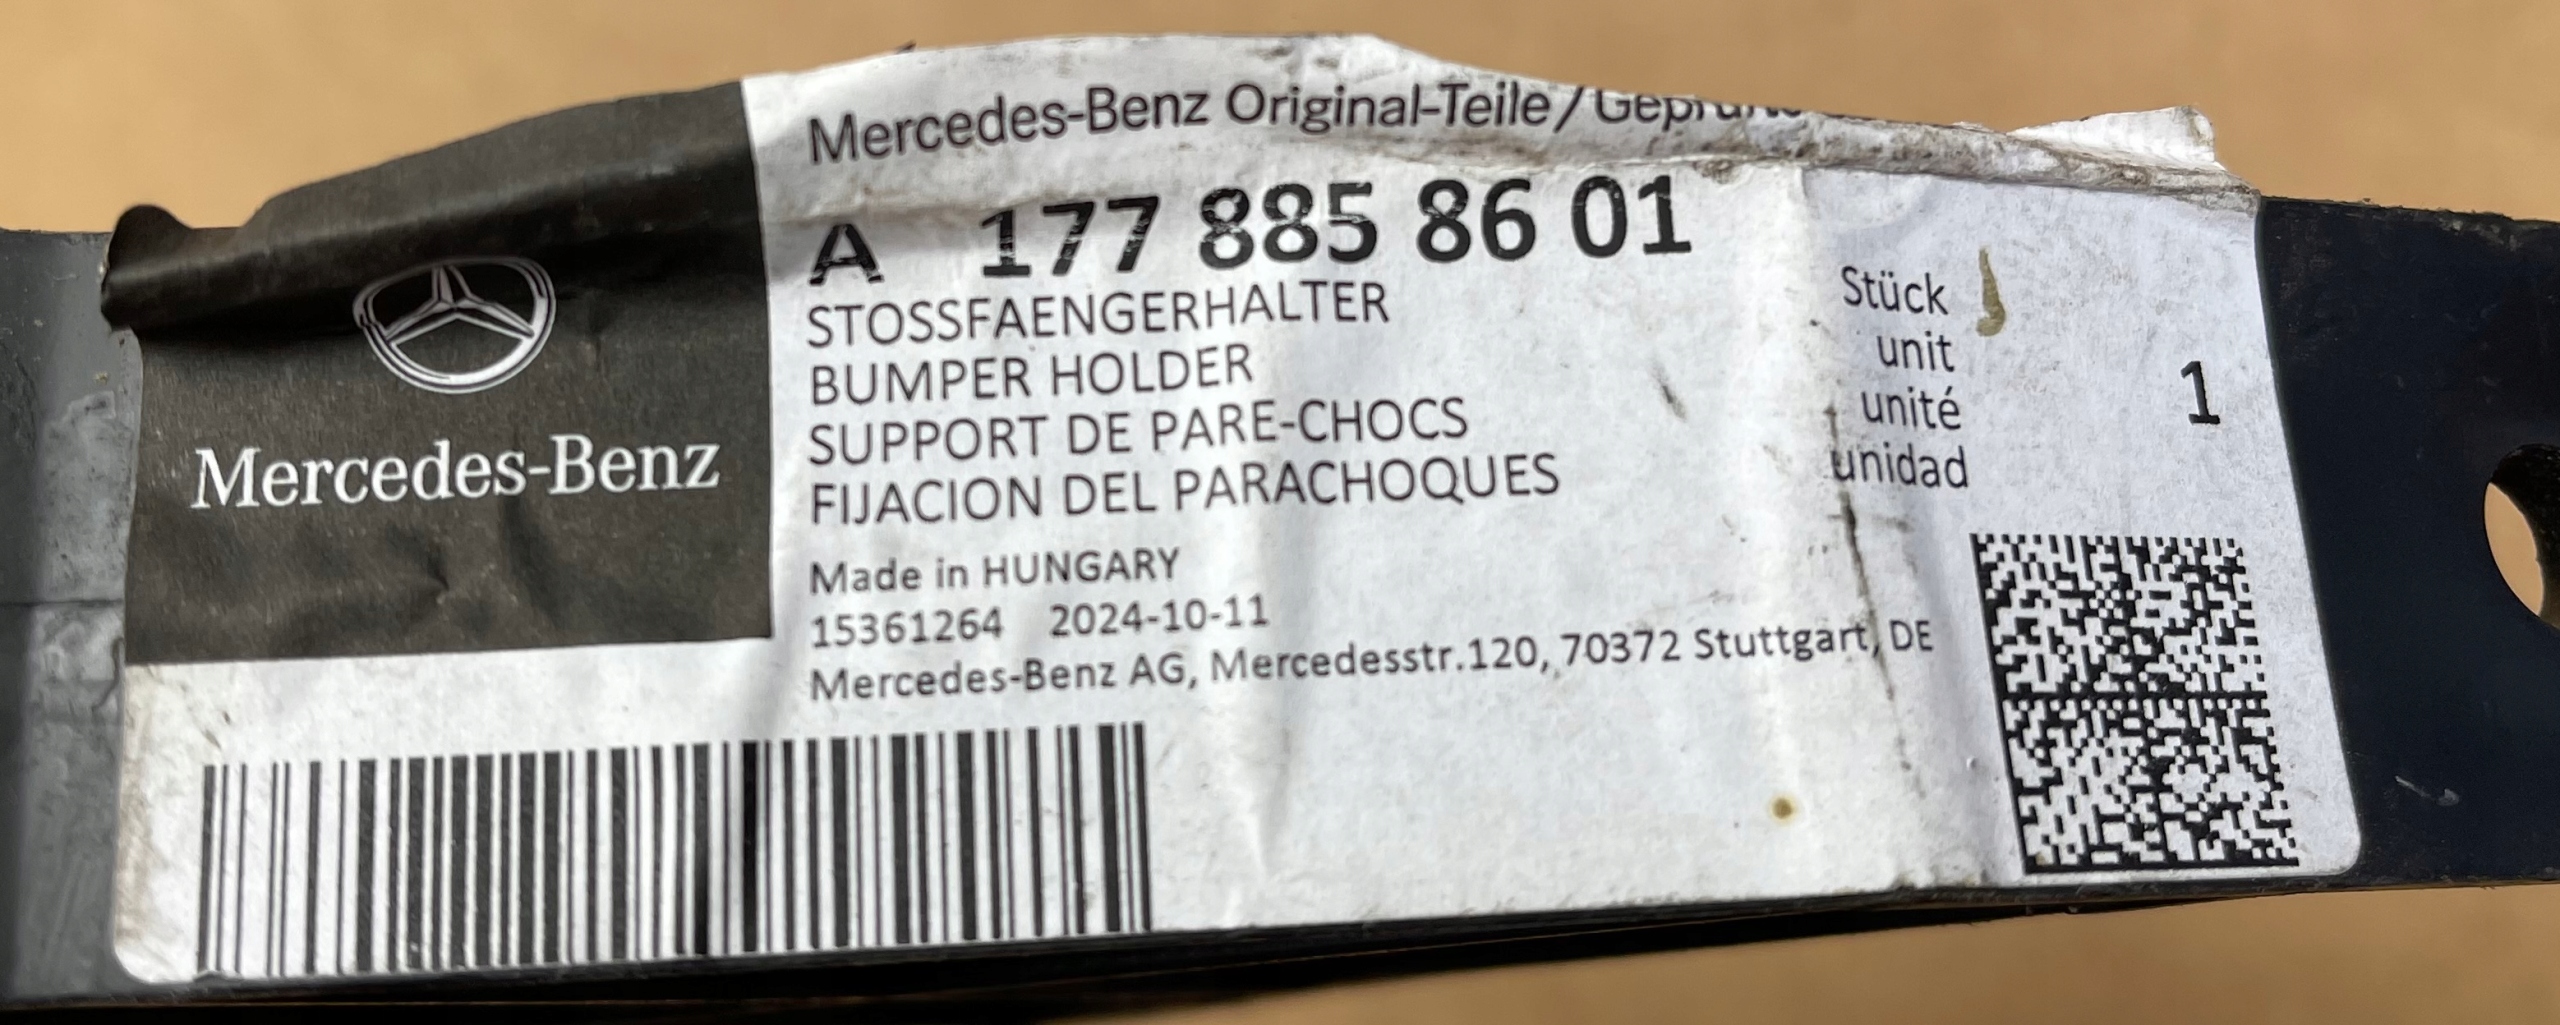 Mercedes-Benz Original-Teile/Geprüfte
A 177 885 86 01
STOSSFAENGERHALTER
BUMPER HOLDER
SUPPORT DE PARE-CHOCS
FIJACION DEL PARACHOQUES
Stück
unit
unité
unidad
1
Made in HUNGARY
15361264 2024-10-11
Mercedes-Benz AG, Mercedesstr.120, 70372 Stuttgart, DE
Mercedes-Benz